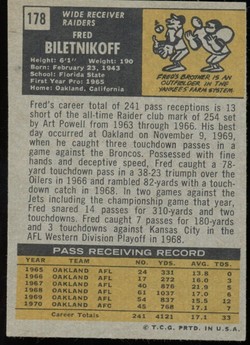 178
WIDE RECEIVER
RAIDERS
FRED
BILETNIKOFF
Height: 6'1" Weight: 190
Born: February 23, 1943
School: Florida State
First Year Pro: 1965
Home: Oakland, California
FRED'S BROTHER IS AN
OUTFIELDER IN THE
YANKEES FARM SYSTEM
Fred's career total of 241 pass receptions is 13
short of the all-time Raider club mark of 254 set
by Art Powell from 1963 through 1966. His best
day occurred at Oakland on November 9, 1969,
when he caught three touchdown passes in a
game against the Broncos. Possessed with fine
hands and deceptive speed, Fred caught a 78-
yard touchdown pass in a 38-23 triumph over the
Oilers in 1966 and rambled 82-yards with a touch-
down catch in 1968. In two games against the
Jets including the championship game that year,
Fred snared 14 passes for 310-yards and two
touchdowns. Fred caught 7 passes for 180-yards
and 3 touchdowns against Kansas City in the
AFL Western Division Playoff in 1968.
PASS RECEIVING RECORD
YEAR NO. YDS. AVG. TDS.
1965 OAKLAND AFL 24 331 13.8 0
1966 OAKLAND AFL 17 272 16.0 3
1967 OAKLAND AFL 40 876 21.9 5
1968 OAKLAND AFL 61 1037 17.0 6
1969 OAKLAND AFL 54 837 15.5 12
1970 OAKLAND AFC 45 768 17.1 7
Career Totals 241 4121 17.1 33
© T.C.G. PRTD. IN U.S.A.